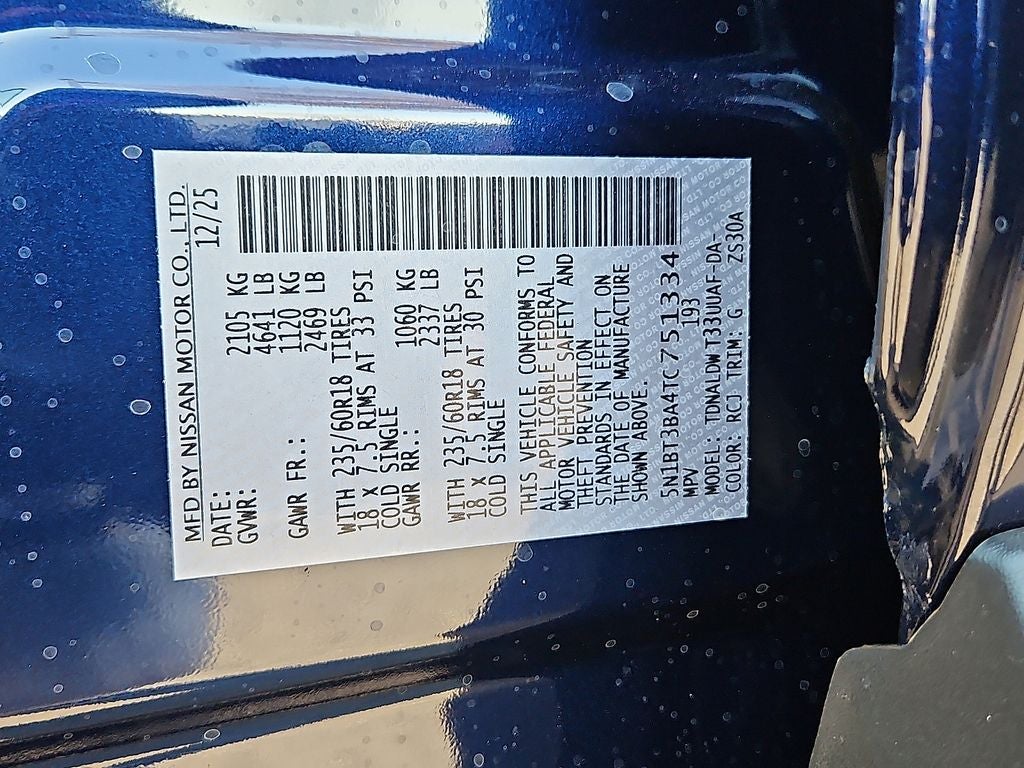 MFD BY NISSAN MOTOR CO., LTD.
DATE: 12/25
GVWR: 2105 KG
4641 LB
GAWR FR.: 1120 KG
2469 LB
WITH 235/60R18 TIRES
18 X 7.5 RIMS AT 33 PSI
COLD SINGLE
GAWR RR.: 1060 KG
2337 LB
WITH 235/60R18 TIRES
18 X 7.5 RIMS AT 30 PSI
COLD SINGLE
THIS VEHICLE CONFORMS TO
ALL APPLICABLE FEDERAL
MOTOR VEHICLE SAFETY AND
THEFT PREVENTION
STANDARDS IN EFFECT ON
THE DATE OF MANUFACTURE
SHOWN ABOVE.
5N1BT3BA4TC751334
MPV 193
MODEL: TDNALDWT33UUAF-DA-
COLOR: RCJ TRIM: G ZS30A